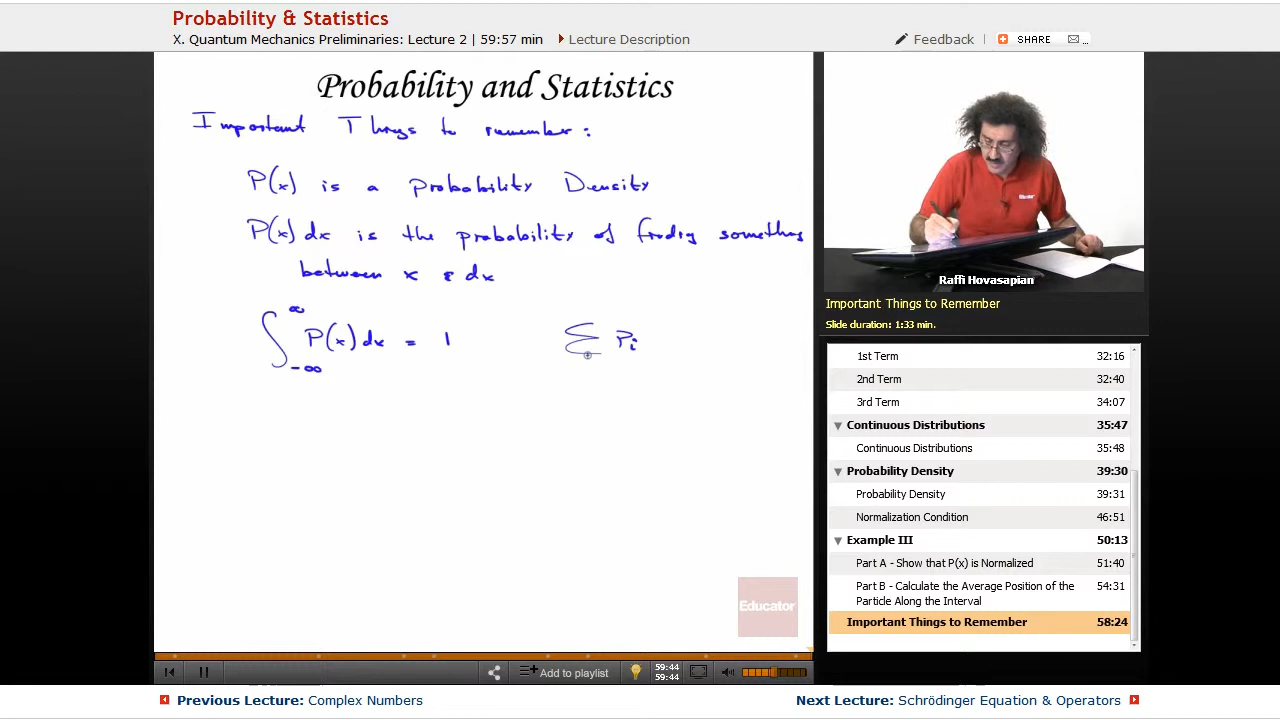 Probability & Statistics
X. Quantum Mechanics Preliminaries: Lecture 2 | 59:57 min
Lecture Description
Feedback
SHARE
Probability and Statistics
Important Things to remember:
P(x) is a probability Density
P(x) dx is the probability of finding something
between x & dx
∫ ∞ -∞ P(x) dx = 1
Σ Pi
Educator
Raffi Hovasapian
Important Things to Remember
Slide duration: 1:33 min.
1st Term 32:16
2nd Term 32:40
3rd Term 34:07
Continuous Distributions 35:47
Continuous Distributions 35:48
Probability Density 39:30
Probability Density 39:31
Normalization Condition 46:51
Example III 50:13
Part A - Show that P(x) is Normalized 51:40
Part B - Calculate the Average Position of the 54:31
Particle Along the Interval
Important Things to Remember 58:24
Add to playlist
59:44
59:44
Previous Lecture: Complex Numbers
Next Lecture: Schrödinger Equation & Operators